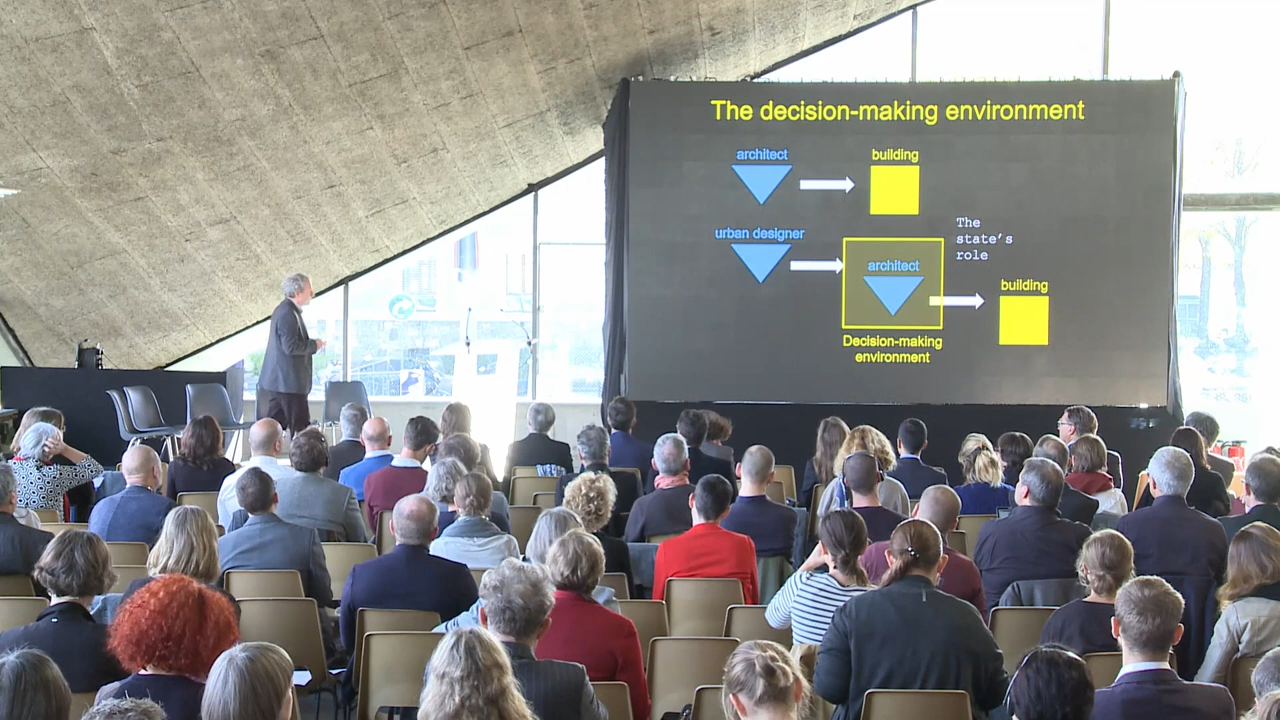 The decision-making environment
architect
building
urban designer
The
state's
role
architect
building
Decision-making
environment